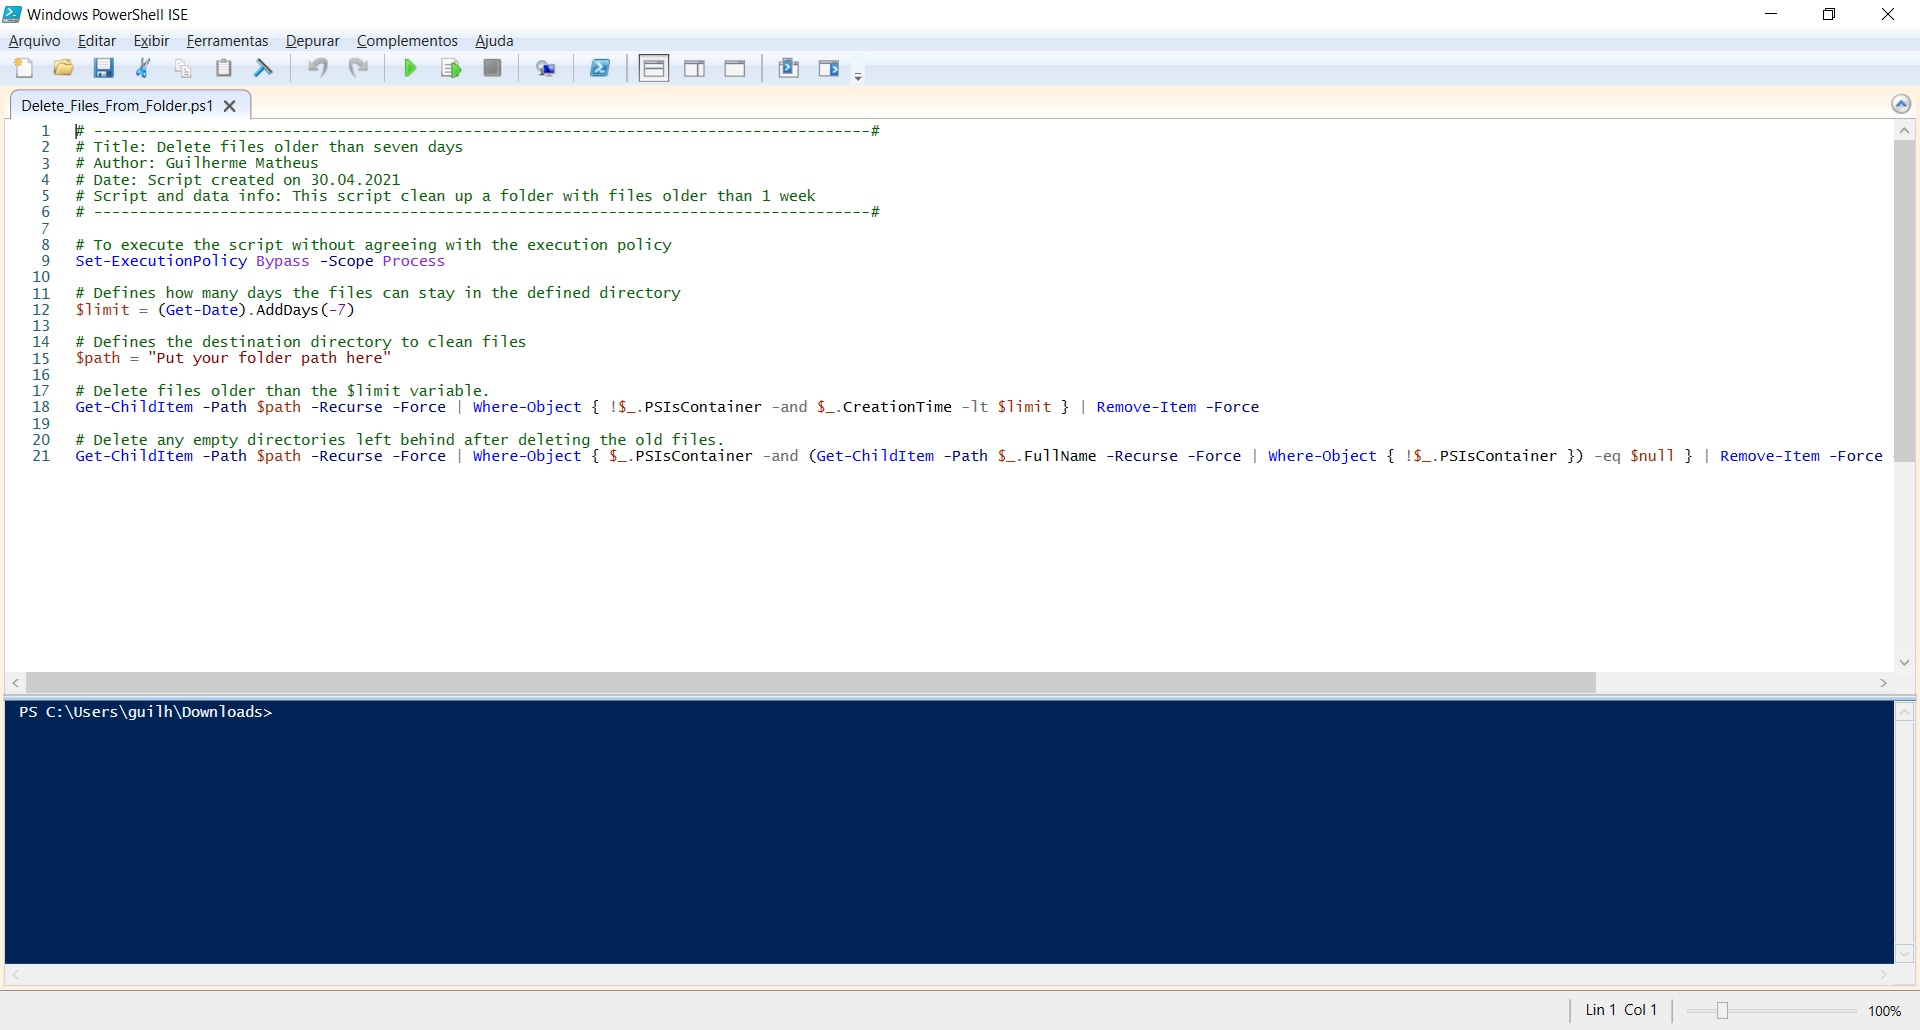 Windows PowerShell ISE
Arquivo Editar Exibir Ferramentas Depurar Complementos Ajuda
Delete_Files_From_Folder.ps1
1 # --------------------------------------------------------------------------------------#
2 # Title: Delete files older than seven days
3 # Author: Guilherme Matheus
4 # Date: Script created on 30.04.2021
5 # Script and data info: This script clean up a folder with files older than 1 week
6 # --------------------------------------------------------------------------------------#
7
8 # To execute the script without agreeing with the execution policy
9 Set-ExecutionPolicy Bypass -Scope Process
10
11 # Defines how many days the files can stay in the defined directory
12 $limit = (Get-Date).AddDays(-7)
13
14 # Defines the destination directory to clean files
15 $path = "Put your folder path here"
16
17 # Delete files older than the $limit variable.
18 Get-ChildItem -Path $path -Recurse -Force | Where-Object { !$_.PSIsContainer -and $_.CreationTime -lt $limit } | Remove-Item -Force
19
20 # Delete any empty directories left behind after deleting the old files.
21 Get-ChildItem -Path $path -Recurse -Force | Where-Object { $_.PSIsContainer -and (Get-ChildItem -Path $_.FullName -Recurse -Force | Where-Object { !$_.PSIsContainer }) -eq $null } | Remove-Item -Force
PS C:\Users\guilh\Downloads>
Lin 1 Col 1 100%